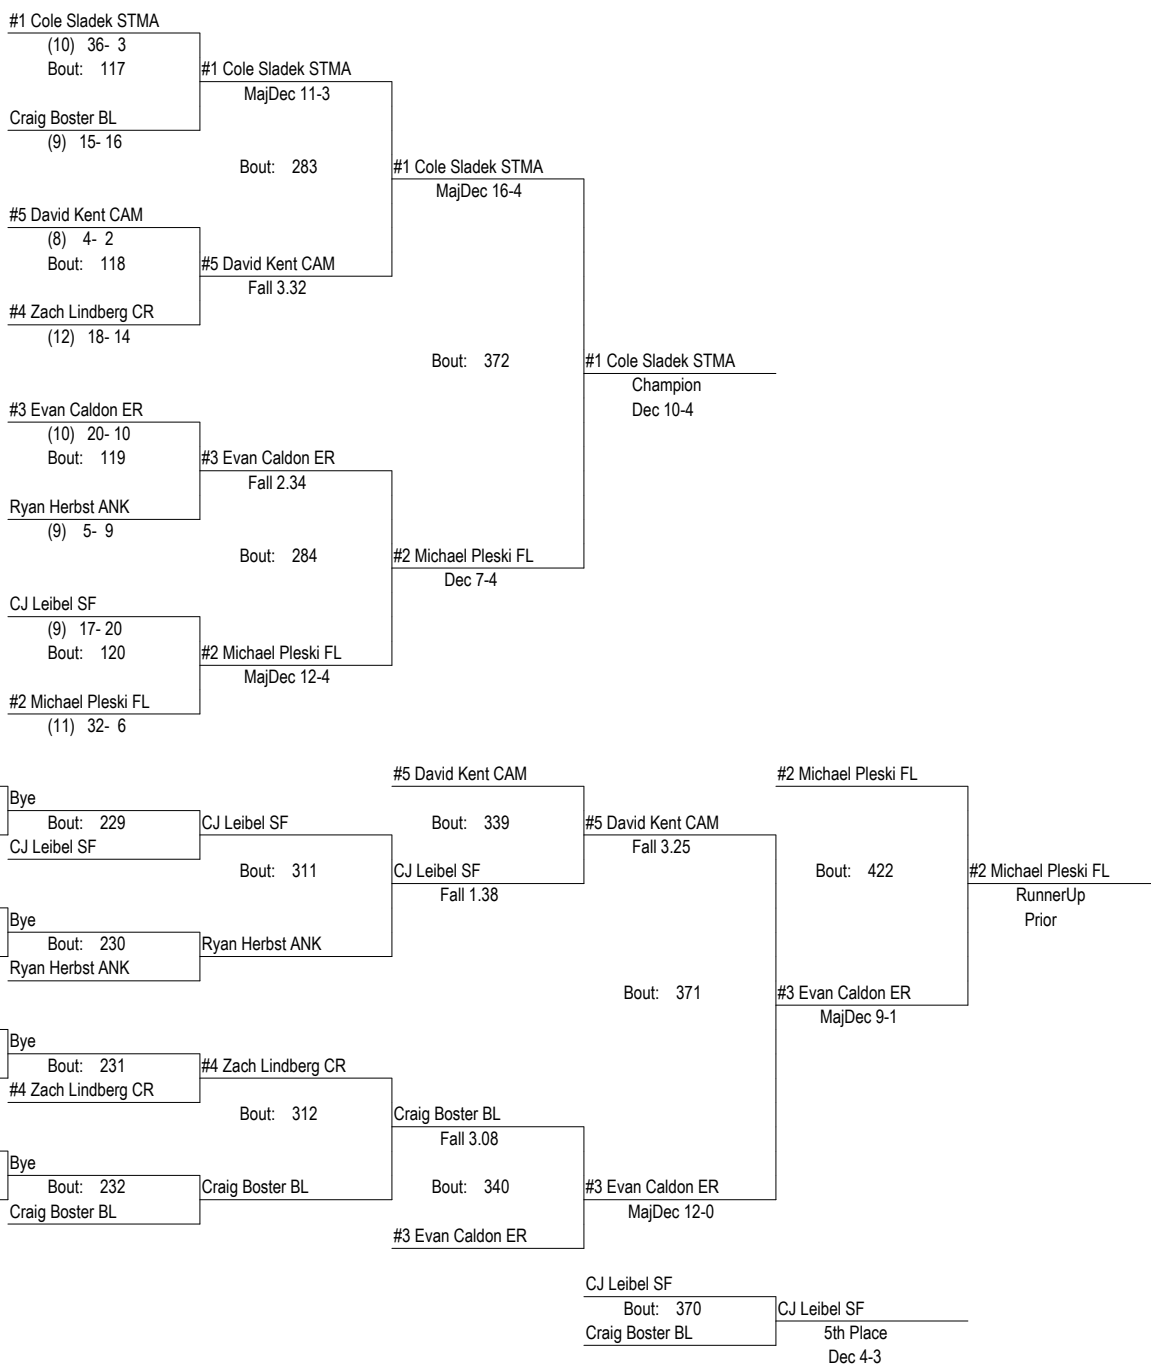 #1 Cole Sladek STMA
(10) 36- 3
Bout: 117
#1 Cole Sladek STMA
MajDec 11-3
Craig Boster BL
(9) 15- 16
Bout: 283
#1 Cole Sladek STMA
MajDec 16-4
#5 David Kent CAM
(8) 4- 2
Bout: 118
#5 David Kent CAM
Fall 3.32
#4 Zach Lindberg CR
(12) 18- 14
Bout: 372
#1 Cole Sladek STMA
Champion
Dec 10-4
#3 Evan Caldon ER
(10) 20- 10
Bout: 119
#3 Evan Caldon ER
Fall 2.34
Ryan Herbst ANK
(9) 5- 9
Bout: 284
#2 Michael Pleski FL
Dec 7-4
CJ Leibel SF
(9) 17- 20
Bout: 120
#2 Michael Pleski FL
MajDec 12-4
#2 Michael Pleski FL
(11) 32- 6
#5 David Kent CAM
#2 Michael Pleski FL
Bye
Bout: 229
CJ Leibel SF
Bout: 339
#5 David Kent CAM
CJ Leibel SF
Fall 3.25
Bout: 311
CJ Leibel SF
Fall 1.38
Bout: 422
#2 Michael Pleski FL
RunnerUp
Prior
Bye
Bout: 230
Ryan Herbst ANK
Ryan Herbst ANK
Bout: 371
#3 Evan Caldon ER
MajDec 9-1
Bye
Bout: 231
#4 Zach Lindberg CR
#4 Zach Lindberg CR
Bout: 312
Craig Boster BL
Fall 3.08
Bye
Bout: 232
Craig Boster BL
Bout: 340
#3 Evan Caldon ER
Craig Boster BL
MajDec 12-0
#3 Evan Caldon ER
CJ Leibel SF
Bout: 370
CJ Leibel SF
Craig Boster BL
5th Place
Dec 4-3